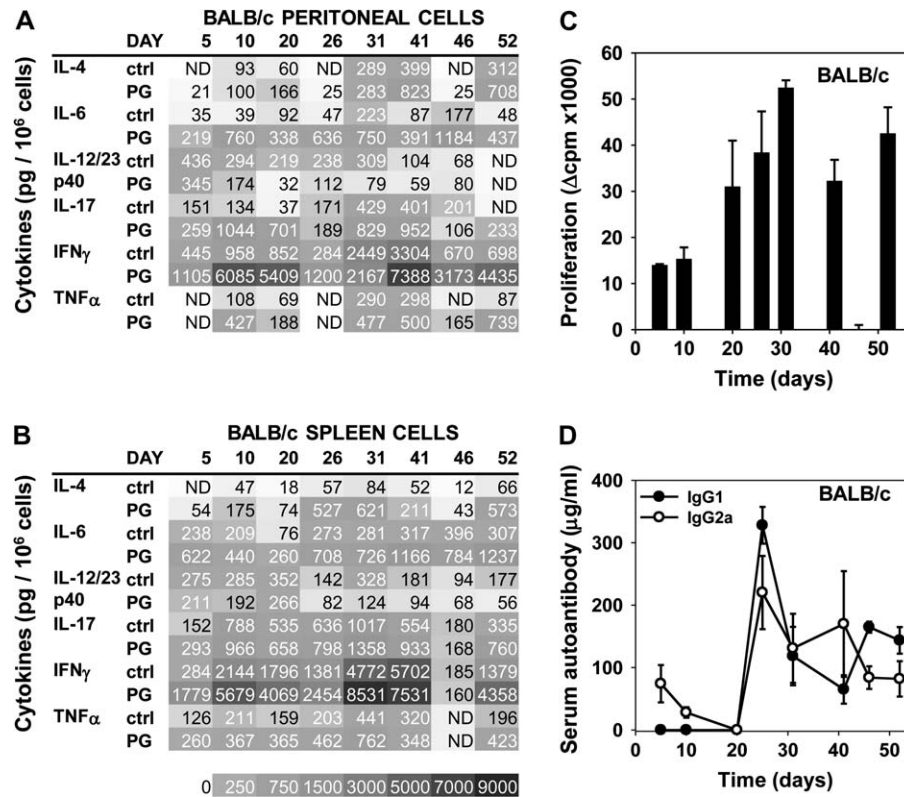 A
BALB/c PERITONEAL CELLS
DAY 5 10 20 26 31 41 46 52
Cytokines (pg / 10⁶ cells)
IL-4 ctrl ND 93 60 ND 289 399 ND 312
PG 21 100 166 25 283 823 25 708
IL-6 ctrl 35 39 92 47 223 87 177 48
PG 219 760 338 636 750 391 1184 437
IL-12/23 ctrl 436 294 219 238 309 104 68 ND
p40 PG 345 174 32 112 79 59 80 ND
IL-17 ctrl 151 134 37 171 429 401 201 ND
PG 259 1044 701 189 829 952 106 233
IFNγ ctrl 445 958 852 284 2449 3304 670 698
PG 1105 6085 5409 1200 2167 7388 3173 4435
TNFα ctrl ND 108 69 ND 290 298 ND 87
PG ND 427 188 ND 477 500 165 739
B
BALB/c SPLEEN CELLS
DAY 5 10 20 26 31 41 46 52
Cytokines (pg / 10⁶ cells)
IL-4 ctrl ND 47 18 57 84 52 12 66
PG 54 175 74 527 621 211 43 573
IL-6 ctrl 238 209 76 273 281 317 396 307
PG 622 440 260 708 726 1166 784 1237
IL-12/23 ctrl 275 285 352 142 328 181 94 177
p40 PG 211 192 266 82 124 94 68 56
IL-17 ctrl 152 788 535 636 1017 554 180 335
PG 293 966 658 798 1358 933 168 760
IFNγ ctrl 284 2144 1796 1381 4772 5702 185 1379
PG 1779 5679 4069 2454 8531 7531 160 4358
TNFα ctrl 126 211 159 203 441 320 ND 196
PG 260 367 365 462 762 348 ND 423
0 250 750 1500 3000 5000 7000 9000
C
BALB/c
Proliferation (Δcpm x1000)
60
50
40
30
20
10
0
0 10 20 30 40 50
Time (days)
D
BALB/c
IgG1
IgG2a
Serum autoantibody (µg/ml)
400
300
200
100
0
0 10 20 30 40 50
Time (days)